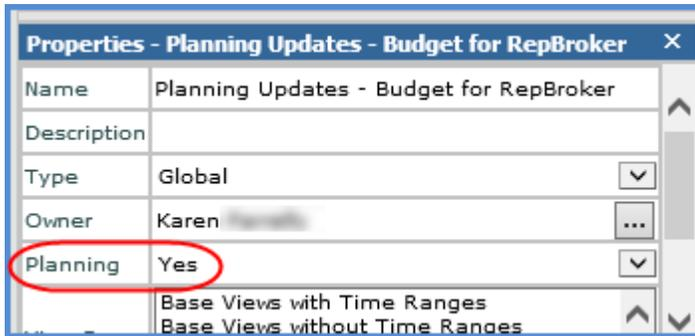 Properties - Planning Updates - Budget for RepBroker ×
Name Planning Updates - Budget for RepBroker
Description
Type Global
Owner Karen ...
Planning Yes
Base Views with Time Ranges
Base Views without Time Ranges